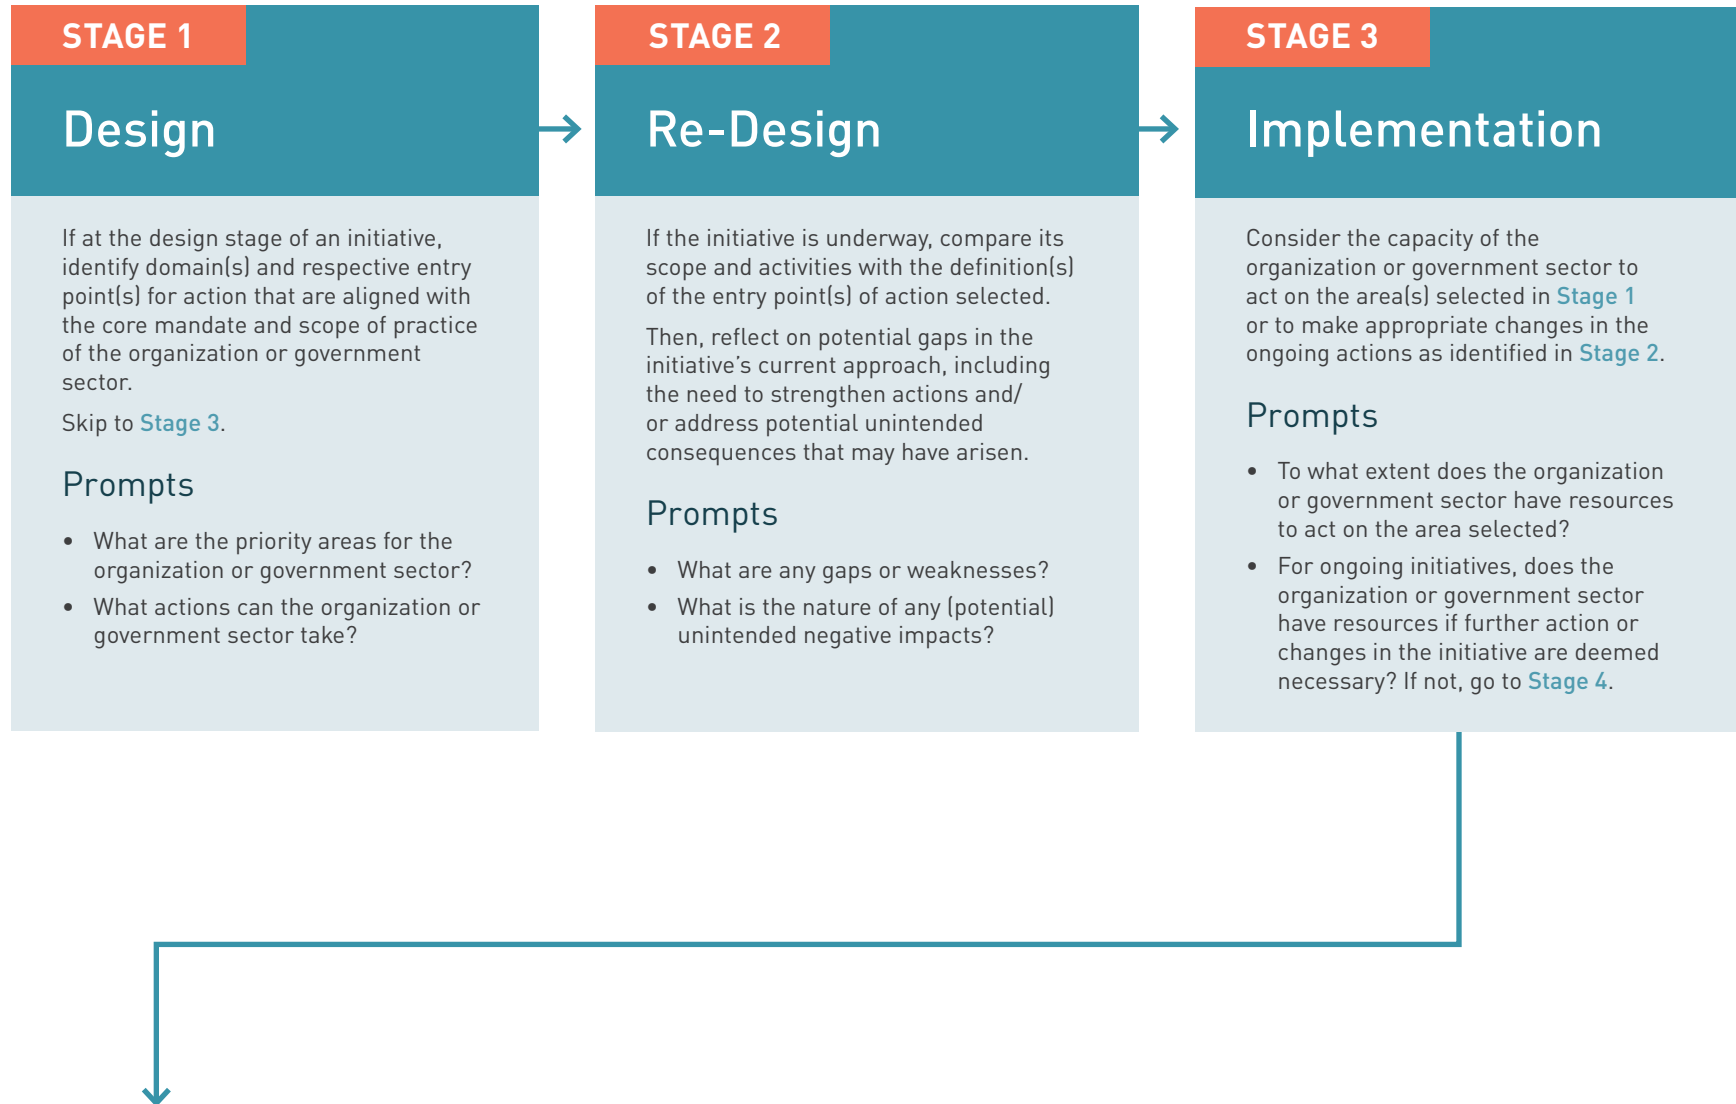 STAGE 1
Design
If at the design stage of an initiative,
identify domain(s) and respective entry
point(s) for action that are aligned with
the core mandate and scope of practice
of the organization or government
sector.
Skip to Stage 3.
Prompts
• What are the priority areas for the
organization or government sector?
• What actions can the organization or
government sector take?
STAGE 2
Re-Design
If the initiative is underway, compare its
scope and activities with the definition(s)
of the entry point(s) of action selected.
Then, reflect on potential gaps in the
initiative's current approach, including
the need to strengthen actions and/
or address potential unintended
consequences that may have arisen.
Prompts
• What are any gaps or weaknesses?
• What is the nature of any (potential)
unintended negative impacts?
STAGE 3
Implementation
Consider the capacity of the
organization or government sector to
act on the area(s) selected in Stage 1
or to make appropriate changes in the
ongoing actions as identified in Stage 2.
Prompts
• To what extent does the organization
or government sector have resources
to act on the area selected?
• For ongoing initiatives, does the
organization or government sector
have resources if further action or
changes in the initiative are deemed
necessary? If not, go to Stage 4.